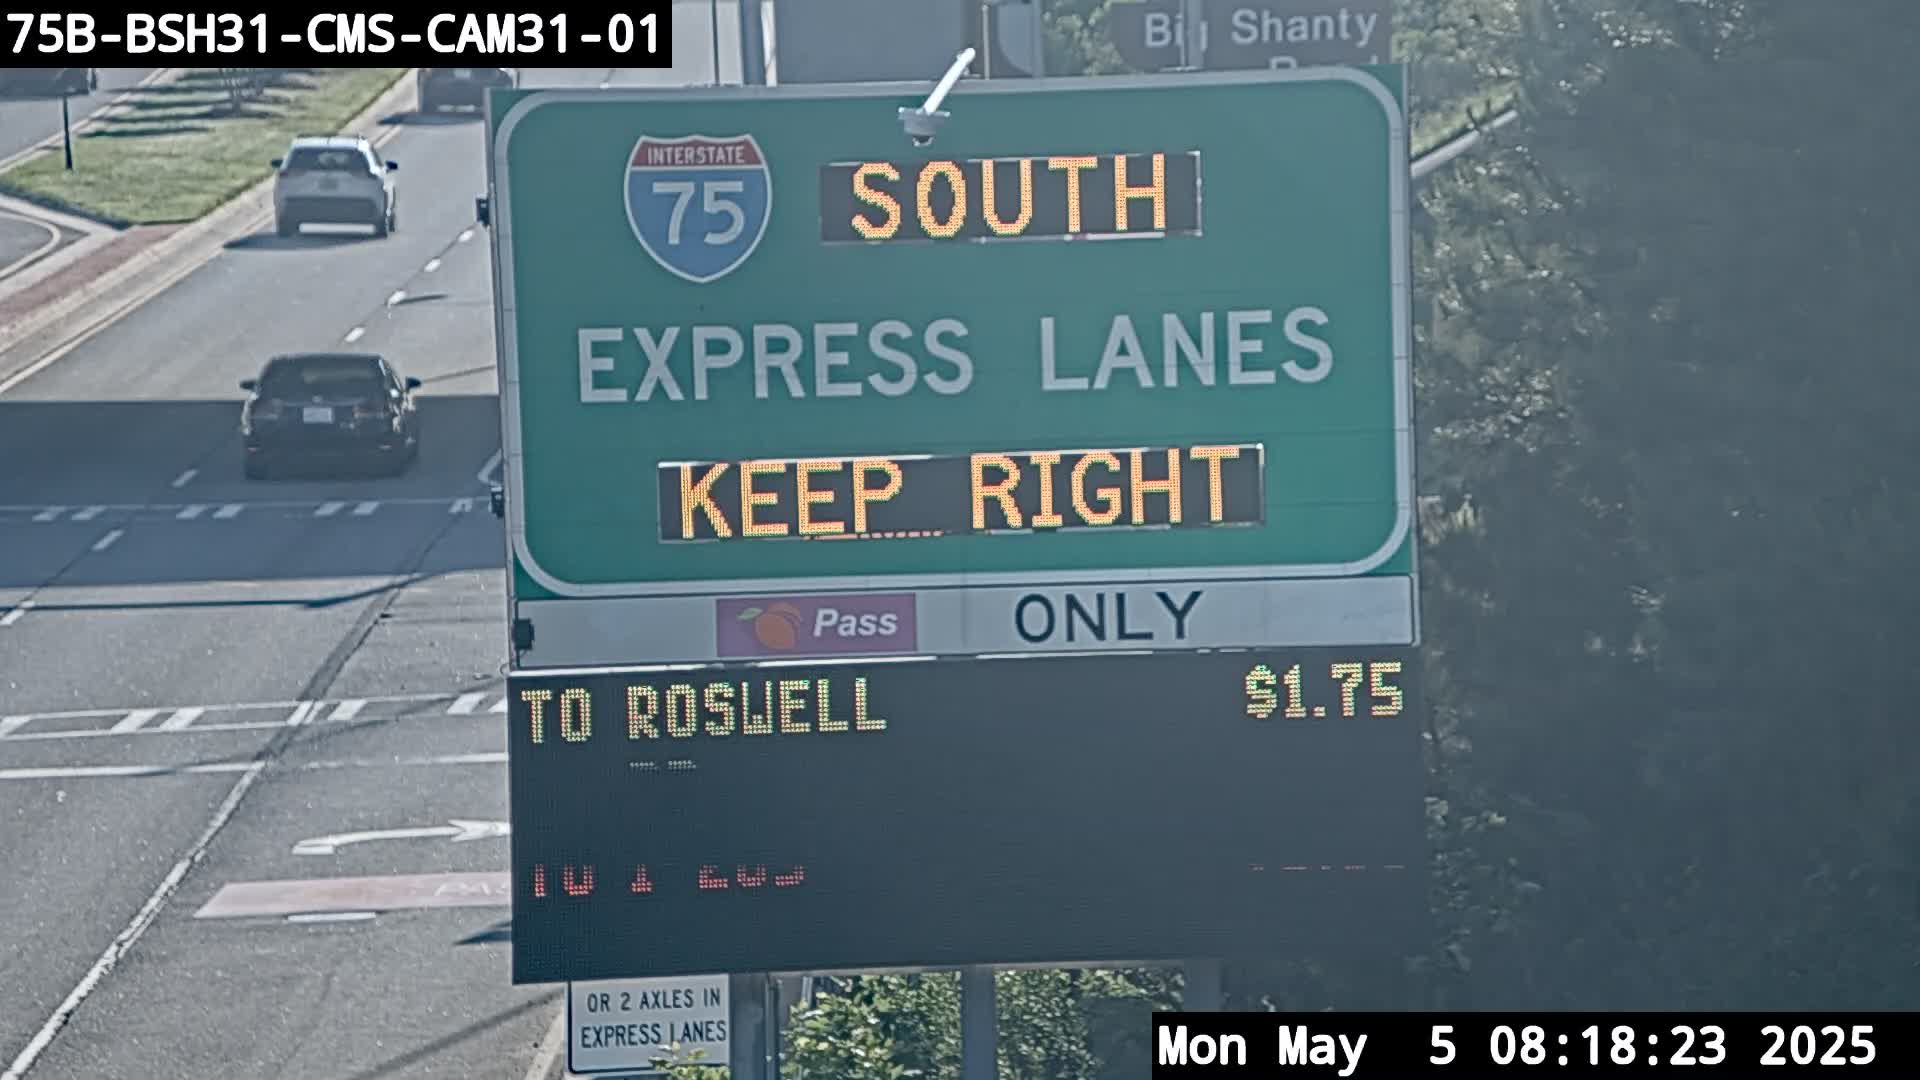 75B-BSH31-CMS-CAM31-01
Big Shanty
INTERSTATE
75
SOUTH
EXPRESS LANES
KEEP RIGHT
Pass ONLY
TO ROSWELL $1.75
OR 2 AXLES IN
EXPRESS LANES
Mon May 5 08:18:23 2025